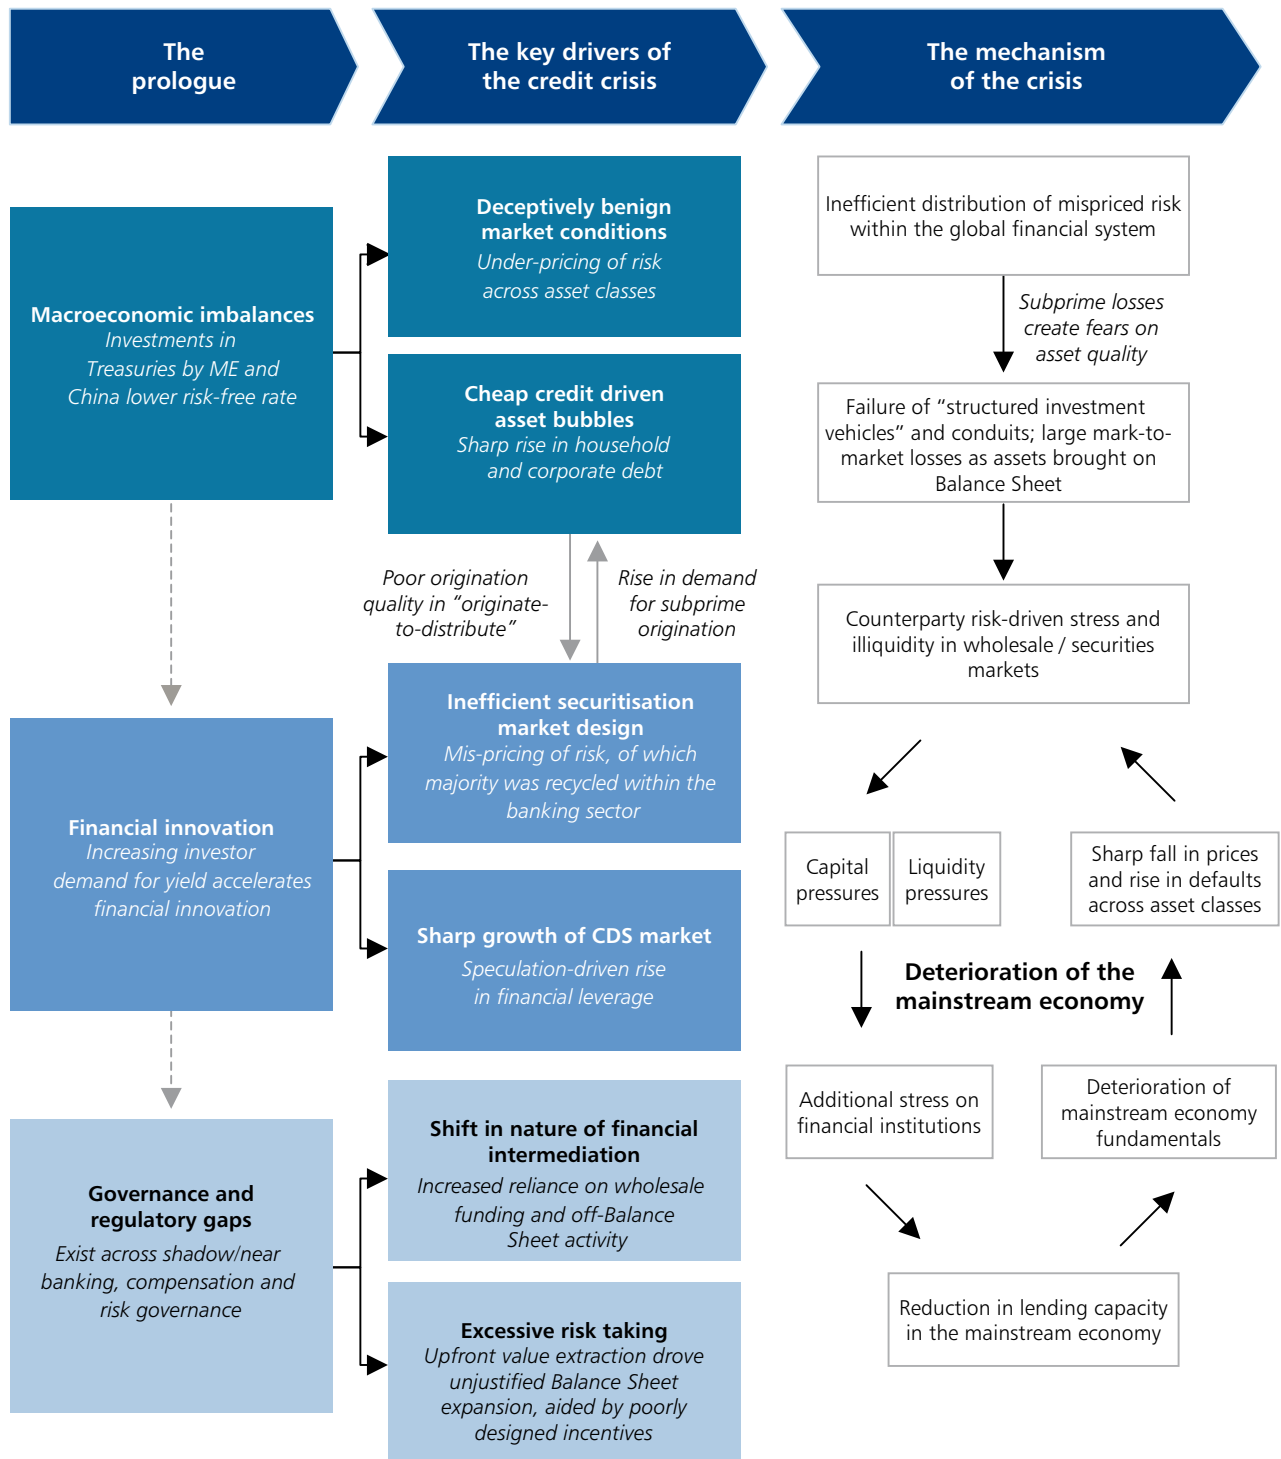 The
prologue
The key drivers of
the credit crisis
The mechanism
of the crisis
Macroeconomic imbalances
Investments in
Treasuries by ME and
China lower risk-free rate
Financial innovation
Increasing investor
demand for yield accelerates
financial innovation
Governance and
regulatory gaps
Exist across shadow/near
banking, compensation and
risk governance
Deceptively benign
market conditions
Under-pricing of risk
across asset classes
Cheap credit driven
asset bubbles
Sharp rise in household
and corporate debt
Poor origination
quality in “originate-
to-distribute”
Rise in demand
for subprime
origination
Inefficient securitisation
market design
Mis-pricing of risk, of which
majority was recycled within the
banking sector
Sharp growth of CDS market
Speculation-driven rise
in financial leverage
Shift in nature of financial
intermediation
Increased reliance on wholesale
funding and off-Balance
Sheet activity
Excessive risk taking
Upfront value extraction drove
unjustified Balance Sheet
expansion, aided by poorly
designed incentives
Inefficient distribution of mispriced risk
within the global financial system
Subprime losses
create fears on
asset quality
Failure of “structured investment
vehicles” and conduits; large mark-to-
market losses as assets brought on
Balance Sheet
Counterparty risk-driven stress and
illiquidity in wholesale / securities
markets
Capital
pressures
Liquidity
pressures
Sharp fall in prices
and rise in defaults
across asset classes
Deterioration of the
mainstream economy
Additional stress on
financial institutions
Deterioration of
mainstream economy
fundamentals
Reduction in lending capacity
in the mainstream economy